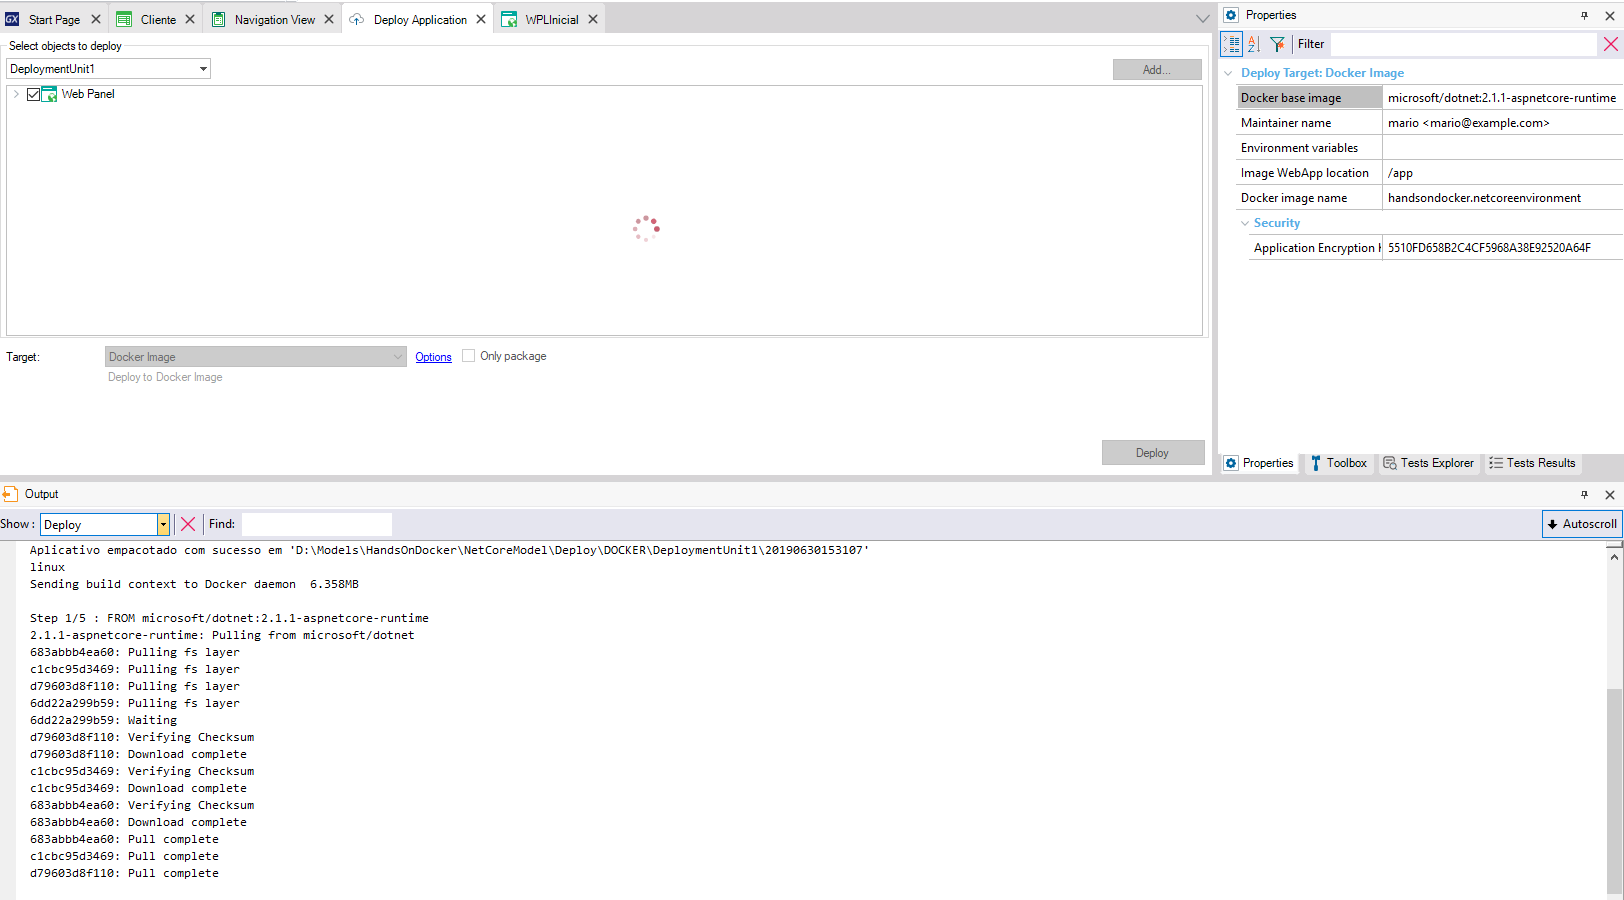 Start Page
Cliente
Navigation View
Deploy Application
WPLInicial
Select objects to deploy
DeploymentUnit1
Add...
Web Panel
Target:
Docker Image
Options
Only package
Deploy to Docker Image
Deploy
Properties
Filter
Deploy Target: Docker Image
Docker base image microsoft/dotnet:2.1.1-aspnetcore-runtime
Maintainer name mario <mario@example.com>
Environment variables
Image WebApp location /app
Docker image name handsondocker.netcoreenvironment
Security
Application Encryption 5510FD658B2C4CF5968A38E92520A64F
Properties
Toolbox
Tests Explorer
Tests Results
Output
Show : Deploy
Find:
Autoscroll
Aplicativo empacotado com sucesso em 'D:\Models\HandsOnDocker\NetCoreModel\Deploy\DOCKER\DeploymentUnit1\20190630153107'
linux
Sending build context to Docker daemon  6.358MB
Step 1/5 : FROM microsoft/dotnet:2.1.1-aspnetcore-runtime
2.1.1-aspnetcore-runtime: Pulling from microsoft/dotnet
683abbb4ea60: Pulling fs layer
c1cbc95d3469: Pulling fs layer
d79603d8f110: Pulling fs layer
6dd22a299b59: Pulling fs layer
6dd22a299b59: Waiting
d79603d8f110: Verifying Checksum
d79603d8f110: Download complete
c1cbc95d3469: Verifying Checksum
c1cbc95d3469: Download complete
683abbb4ea60: Verifying Checksum
683abbb4ea60: Download complete
683abbb4ea60: Pull complete
c1cbc95d3469: Pull complete
d79603d8f110: Pull complete